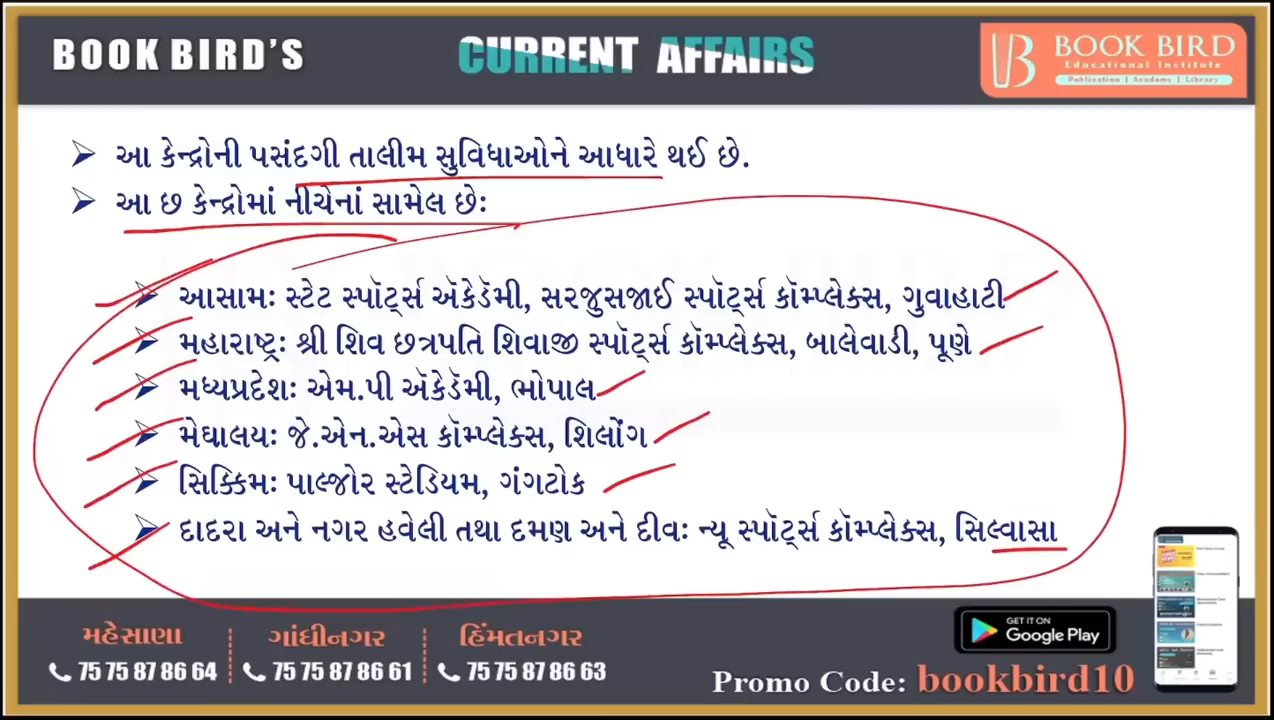 BOOK BIRD'S
CURRENT AFFAIRS
BOOK BIRD
Educational Institute
Publication | Academy | Library
આ કેન્દ્રોની પસંદગી તાલીમ સુવિધાઓને આધારે થઈ છે.
આ છ કેન્દ્રોમાં નીચેનાં સામેલ છેઃ
આસામઃ સ્ટેટ સ્પૉર્ટ્સ ઍકેડૅમી, સરજુસજાઈ સ્પૉર્ટ્સ કૉમ્પ્લેક્સ, ગુવાહાટી
મહારાષ્ટ્રઃ શ્રી શિવ છત્રપતિ શિવાજી સ્પૉર્ટ્સ કૉમ્પ્લેક્સ, બાલેવાડી, પૂણે
મધ્યપ્રદેશઃ એમ.પી ઍકેડૅમી, ભોપાલ
મેઘાલયઃ જે.એન.એસ કૉમ્પ્લેક્સ, શિલોંગ
સિક્કિમઃ પાલ્જોર સ્ટેડિયમ, ગંગટોક
દાદરા અને નગર હવેલી તથા દમણ અને દીવઃ ન્યૂ સ્પૉર્ટ્સ કૉમ્પ્લેક્સ, સિલ્વાસા
મહેસાણા
75 75 87 86 64
ગાંધીનગર
75 75 87 86 61
હિંમતનગર
75 75 87 86 63
GET IT ON
Google Play
Promo Code: bookbird10